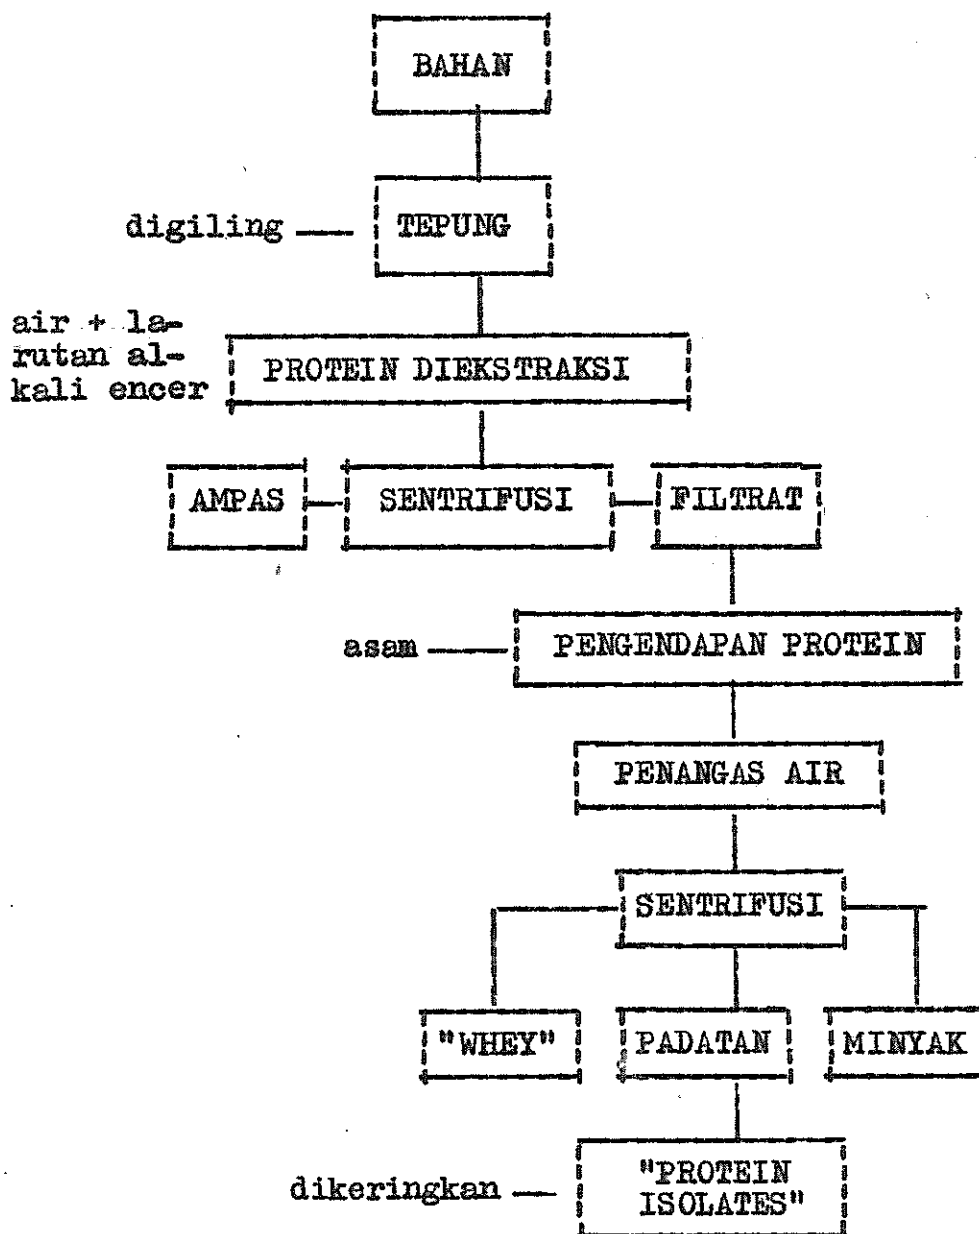 BAHAN
digiling
TEPUNG
air + la-
rutan al-
kali encer
PROTEIN DIEKSTRAKSI
AMPAS
SENTRIFUSI
FILTRAT
asam
PENGENDAPAN PROTEIN
PENANGAS AIR
SENTRIFUSI
"WHEY"
PADATAN
MINYAK
dikeringkan
"PROTEIN
ISOLATES"